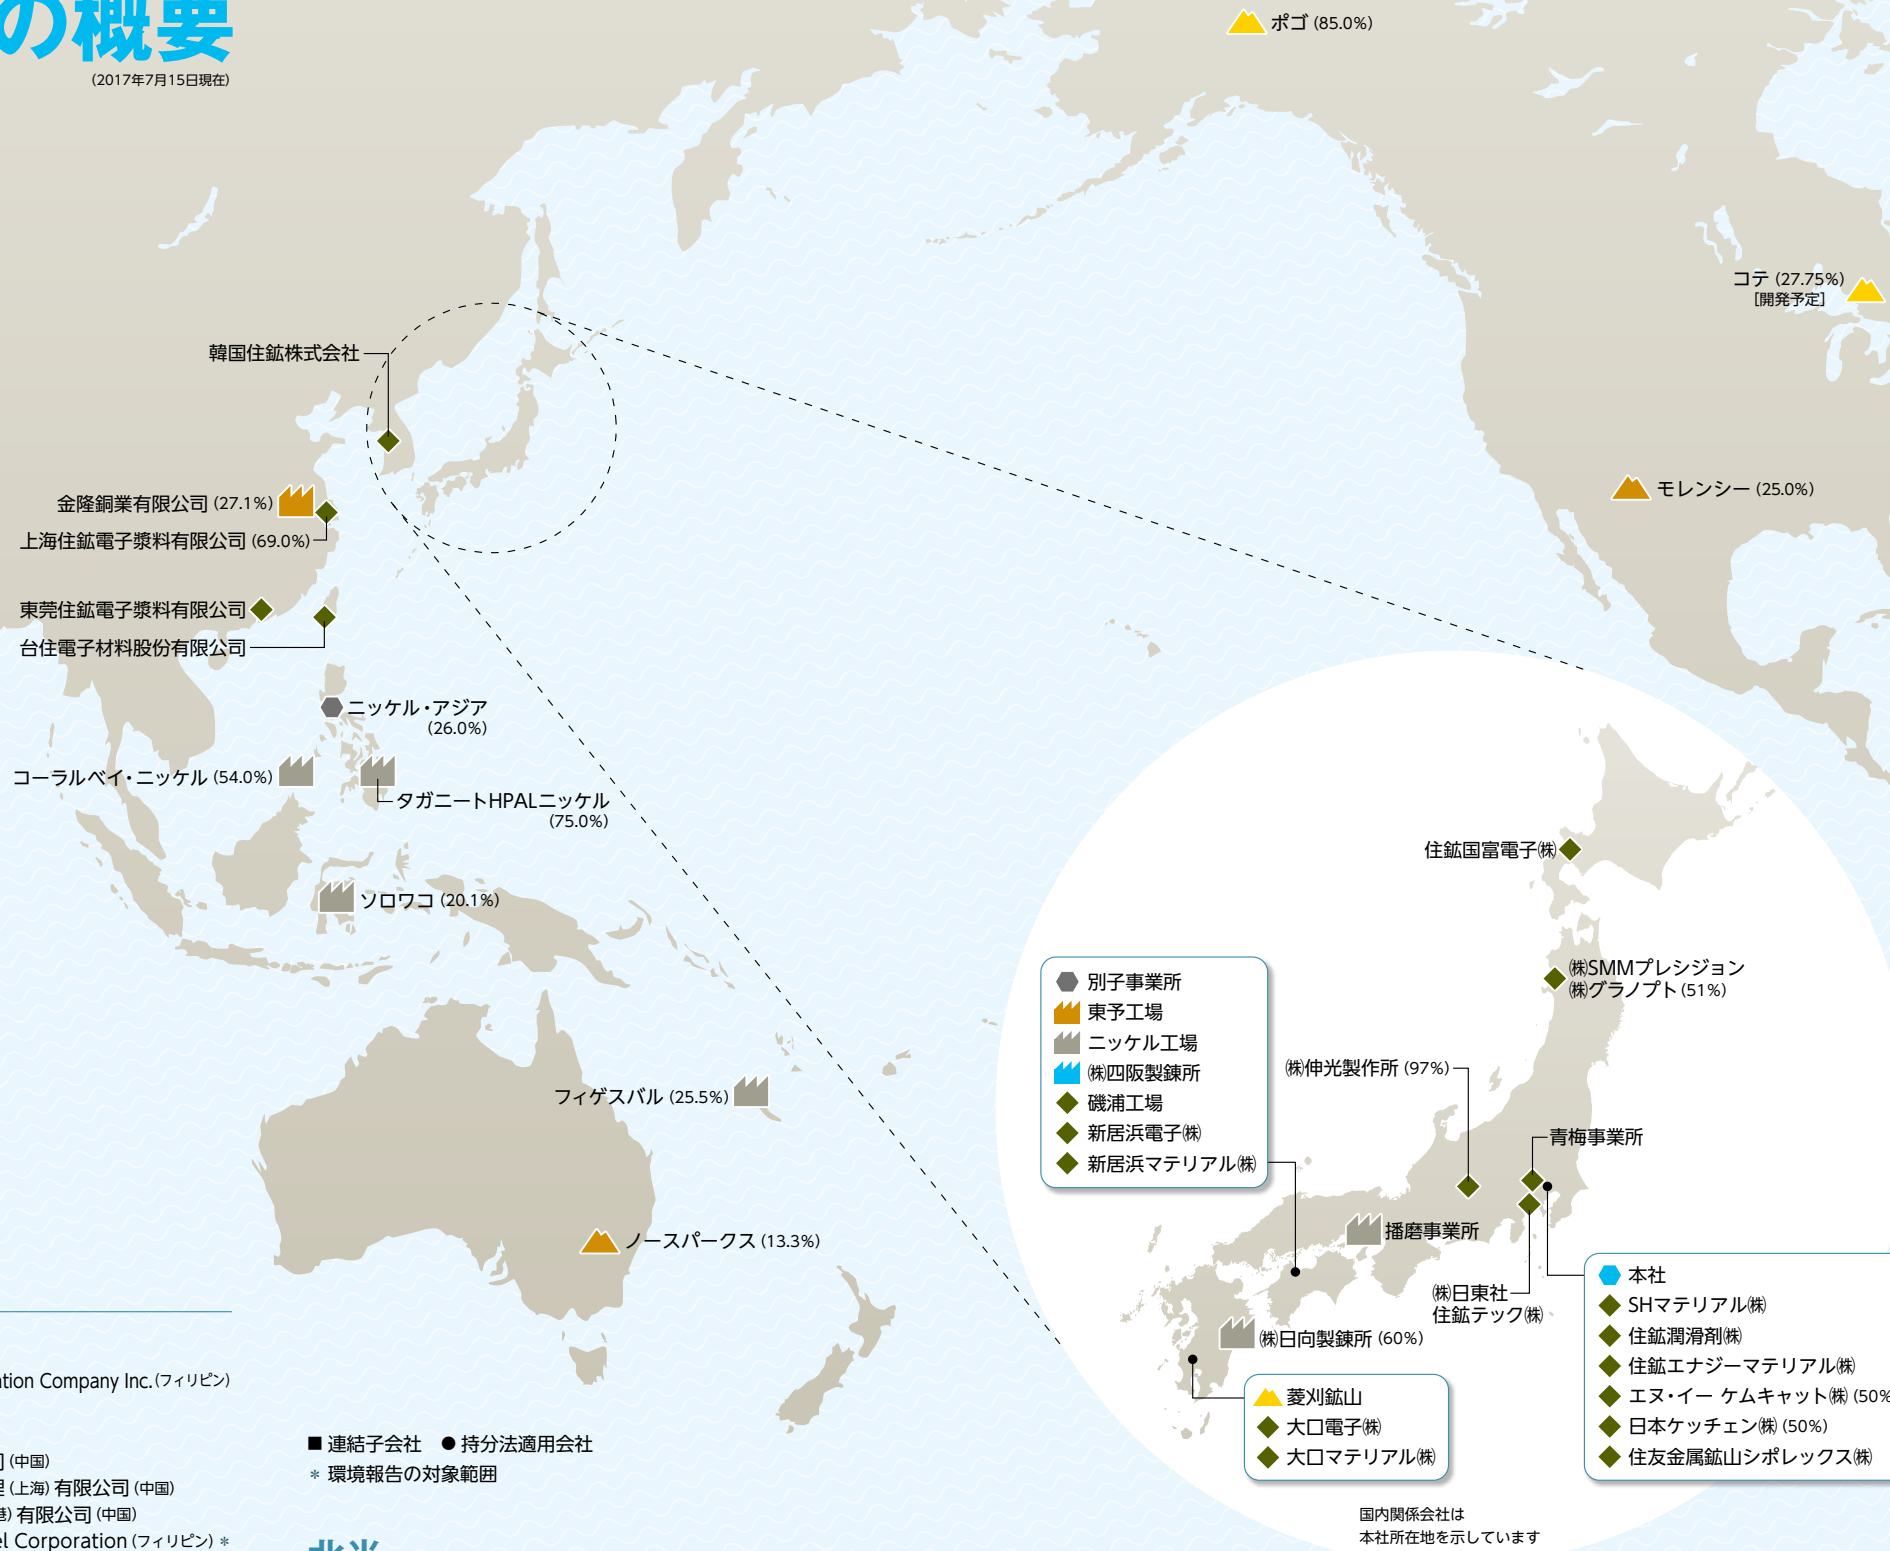 の概要
(2017年7月15日現在)
ポゴ (85.0%)
コテ (27.75%)
[開発予定]
韓国住鉱株式会社
モレンシー (25.0%)
金隆銅業有限公司 (27.1%)
上海住鉱電子漿料有限公司 (69.0%)
東莞住鉱電子漿料有限公司
台住電子材料股份有限公司
ニッケル・アジア
(26.0%)
コーラルベイ・ニッケル (54.0%)
タガニートHPALニッケル
(75.0%)
ソロワコ (20.1%)
フィゲスバル (25.5%)
ノースパークス (13.3%)
住鉱国富電子㈱
㈱SMMプレシジョン
㈱グラノプト (51%)
別子事業所
東予工場
ニッケル工場
㈱四阪製錬所
磯浦工場
新居浜電子㈱
新居浜マテリアル㈱
㈱伸光製作所 (97%)
青梅事業所
播磨事業所
㈱日東社
住鉱テック㈱
㈱日向製錬所 (60%)
菱刈鉱山
大口電子㈱
大口マテリアル㈱
本社
SHマテリアル㈱
住鉱潤滑剤㈱
住鉱エナジーマテリアル㈱
エヌ・イー ケムキャット㈱ (50%
日本ケッチェン㈱ (50%)
住友金属鉱山シポレックス㈱
国内関係会社は
本社所在地を示しています
ation Company Inc. (フィリピン)
司 (中国)
理 (上海) 有限公司 (中国)
港) 有限公司 (中国)
el Corporation (フィリピン) *
■ 連結子会社 ● 持分法適用会社
* 環境報告の対象範囲
北米